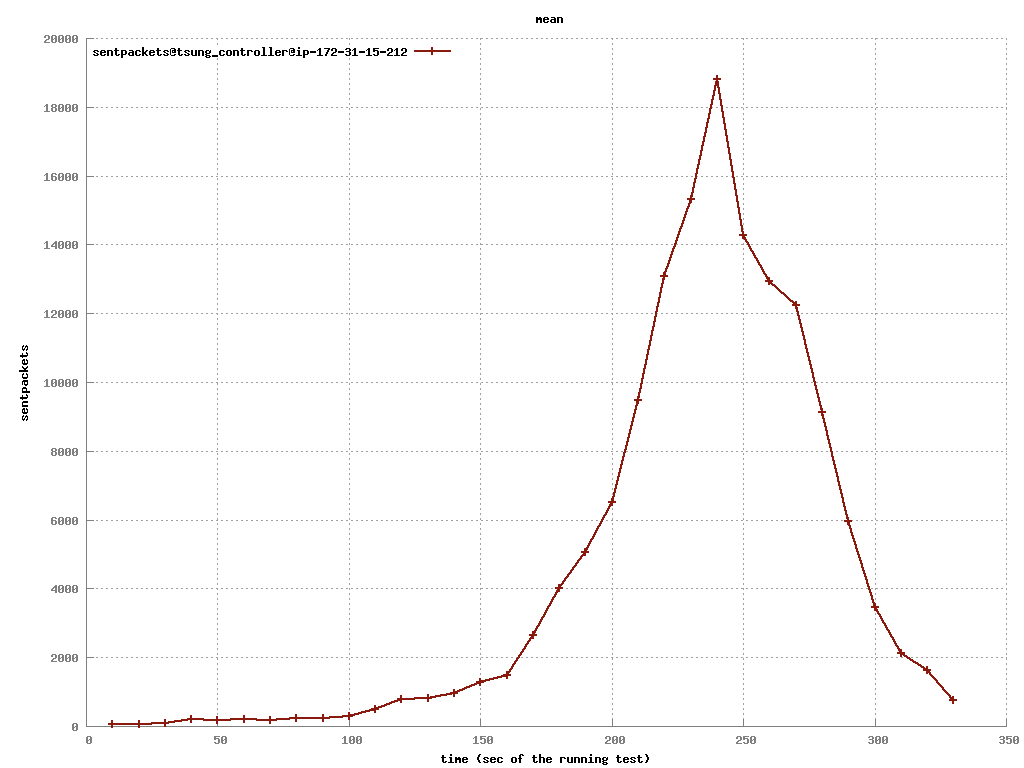 mean
sentpackets@tsung_controller@ip-172-31-15-212
20000
18000
16000
14000
12000
10000
8000
6000
4000
2000
0
sentpackets
0 50 100 150 200 250 300 350
time (sec of the running test)